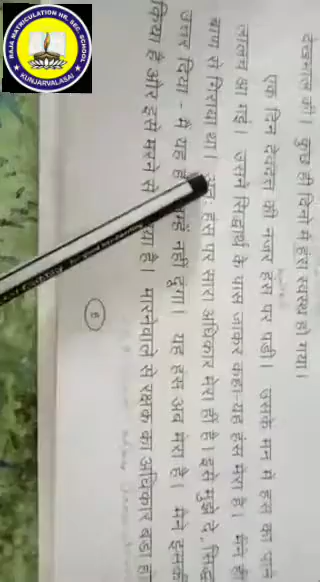 RAJA MATRICULATION HR. SEC. SCHOOL
KUNJARVALASAI
देखभाल की। कुछ ही दिनों में हंस स्वस्थ हो गया।
एक दिन देवदत्त की नजर हंस पर पड़ी। उसके मन में हंस को पाने
लालच आ गई। उसने सिद्धार्थ के पास जाकर कहा-यह हंस मेरा है। मैंने ही
बाण से गिराया था। अतः हंस पर सारा अधिकार मेरा ही है। इसे मुझे दे
उत्तर दिया - मैं यह हंस नहीं दूंगा। यह हंस अब मेरा है। मैंने इसकी
किया है और इसे मरने से है। मारनेवाले से रक्षक का अधिकार बड़ा हो